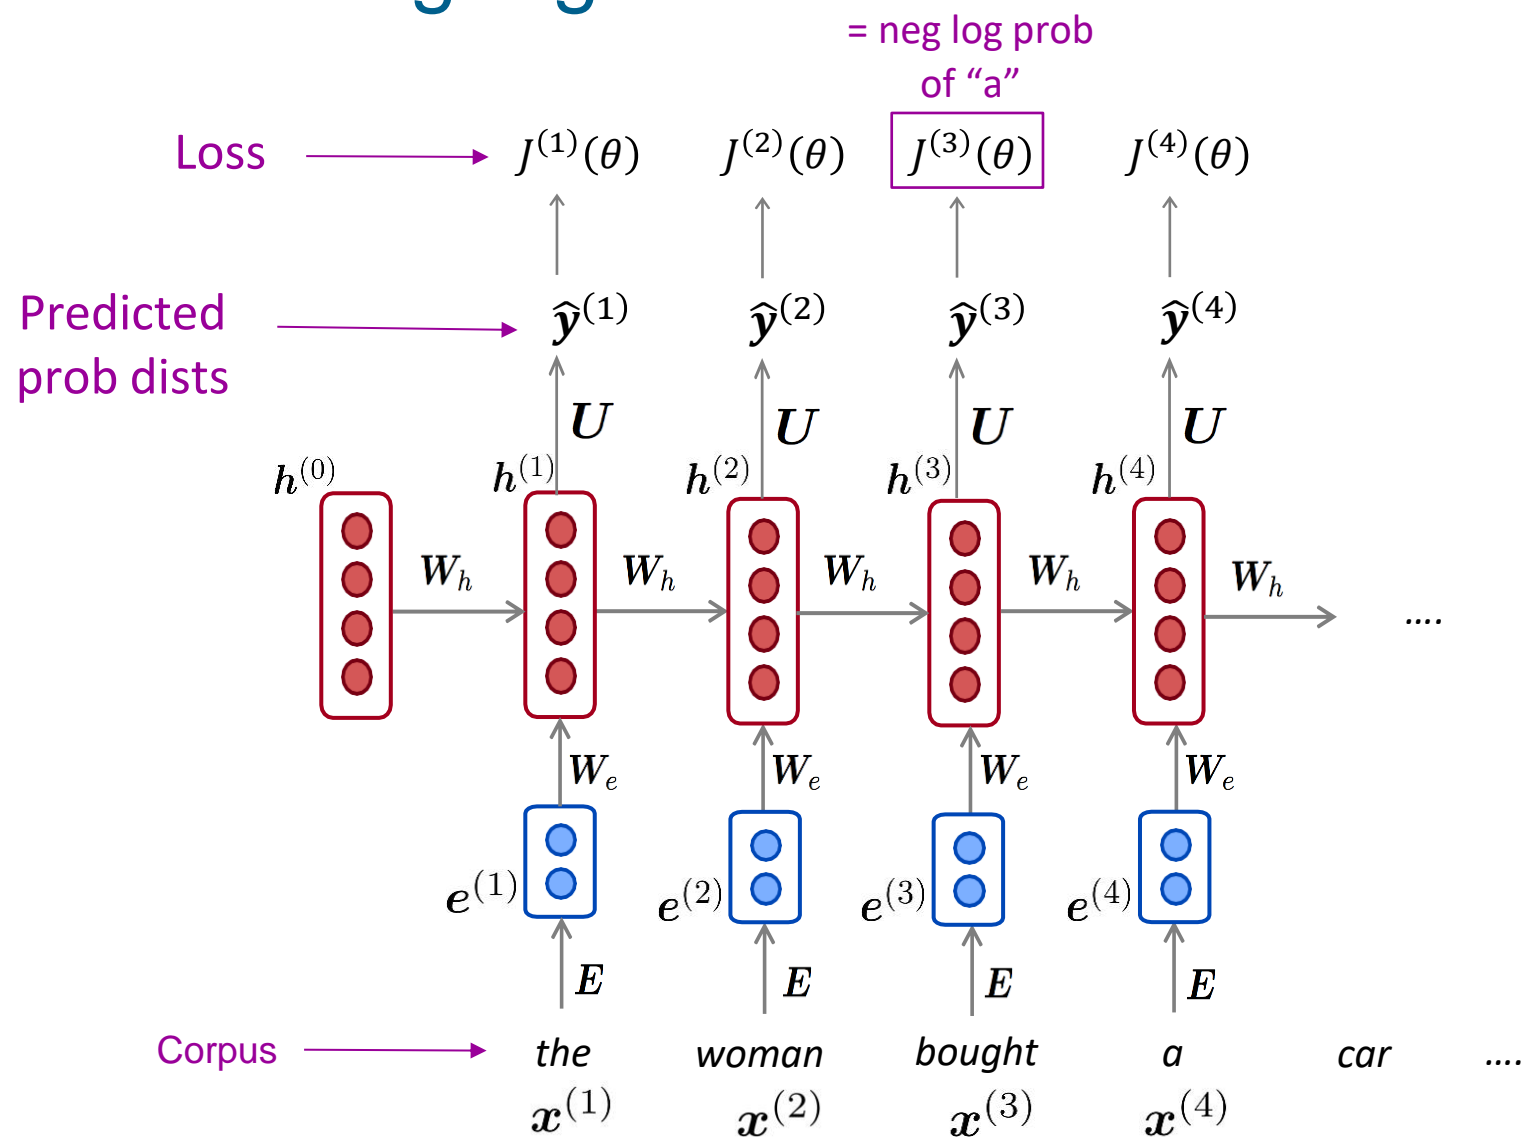 = neg log prob
of “a”
Loss J⁽¹⁾(θ) J⁽²⁾(θ) J⁽³⁾(θ) J⁽⁴⁾(θ)
Predicted
prob dists
ŷ⁽¹⁾ ŷ⁽²⁾ ŷ⁽³⁾ ŷ⁽⁴⁾
U U U U
h⁽⁰⁾ h⁽¹⁾ h⁽²⁾ h⁽³⁾ h⁽⁴⁾
Wₕ Wₕ Wₕ Wₕ Wₕ
....
Wₑ Wₑ Wₑ Wₑ
e⁽¹⁾ e⁽²⁾ e⁽³⁾ e⁽⁴⁾
E E E E
Corpus the woman bought a car ....
x⁽¹⁾ x⁽²⁾ x⁽³⁾ x⁽⁴⁾